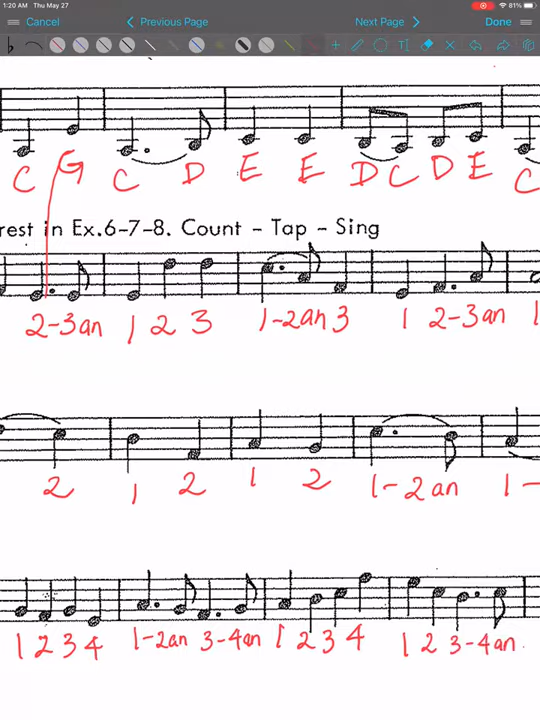 1:20 AM Thu May 27 81%
Cancel Previous Page Next Page Done
C G C D E E D C D E C
rest in Ex.6-7-8. Count - Tap - Sing
2-3an 1 2 3 1-2an 3 1 2-3an 1
2 1 2 1 2 1-2an 1-
1 2 3 4 1-2an 3-4an 1 2 3 4 1 2 3-4an